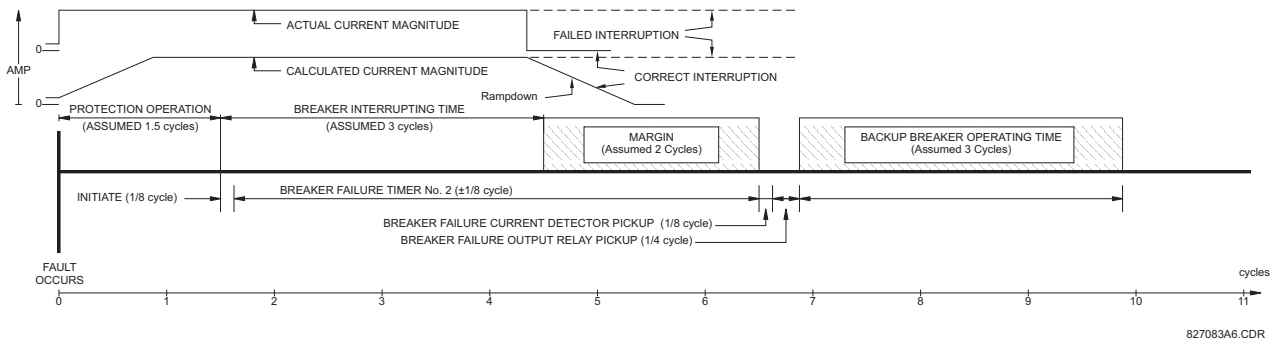 ACTUAL CURRENT MAGNITUDE
FAILED INTERRUPTION
0
AMP
CALCULATED CURRENT MAGNITUDE
CORRECT INTERRUPTION
Rampdown
0
PROTECTION OPERATION
(ASSUMED 1.5 cycles)
BREAKER INTERRUPTING TIME
(ASSUMED 3 cycles)
MARGIN
(Assumed 2 Cycles)
BACKUP BREAKER OPERATING TIME
(Assumed 3 Cycles)
INITIATE (1/8 cycle)
BREAKER FAILURE TIMER No. 2 (±1/8 cycle)
BREAKER FAILURE CURRENT DETECTOR PICKUP (1/8 cycle)
BREAKER FAILURE OUTPUT RELAY PICKUP (1/4 cycle)
FAULT
OCCURS
cycles
0 1 2 3 4 5 6 7 8 9 10 11
827083A6.CDR